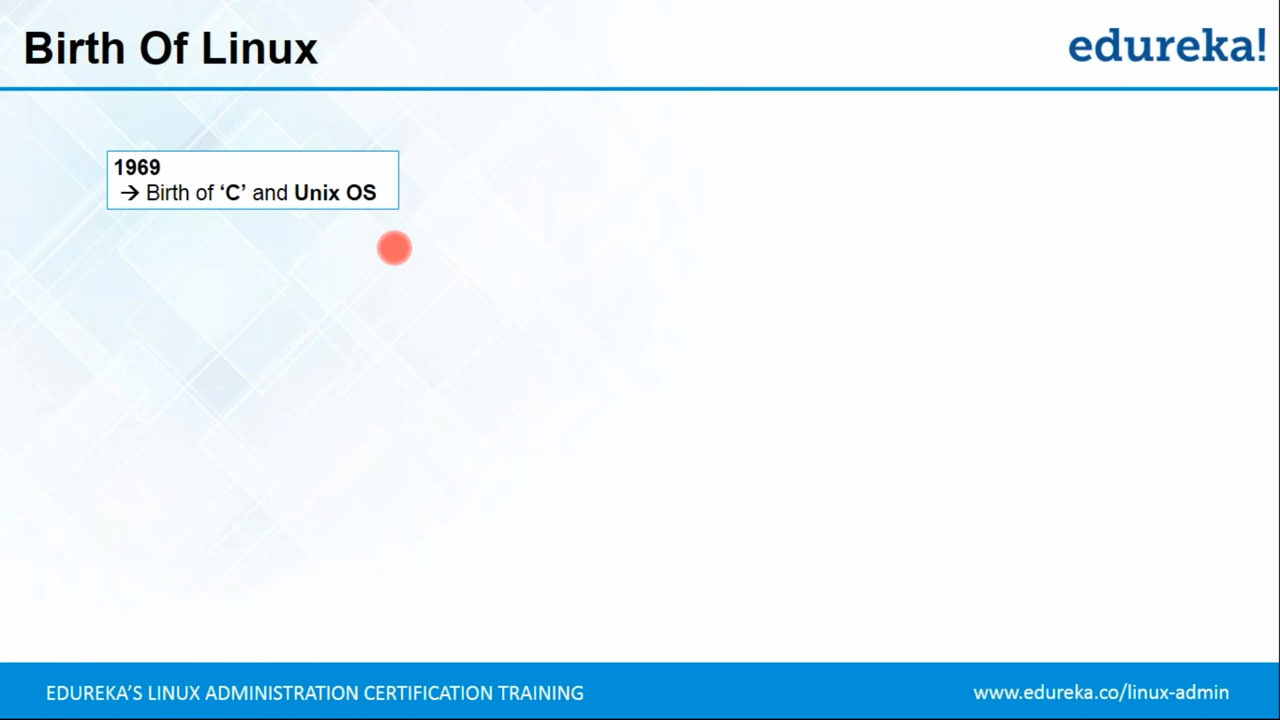 Birth Of Linux
edureka!
1969
→ Birth of ‘C’ and Unix OS
EDUREKA’S LINUX ADMINISTRATION CERTIFICATION TRAINING
www.edureka.co/linux-admin